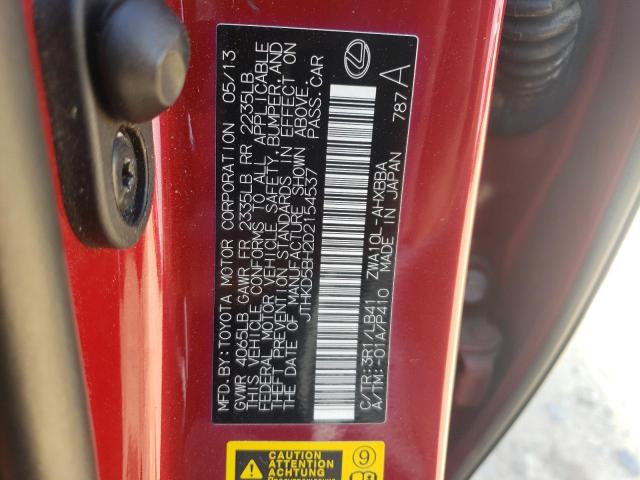 MFD. BY: TOYOTA MOTOR CORPORATION 05/13
GVWR 4065LB GAWR FR 2335LB RR 2235LB
THIS VEHICLE CONFORMS TO ALL APPLICABLE
FEDERAL MOTOR VEHICLE SAFETY, BUMPER, AND
THEFT PREVENTION STANDARDS IN EFFECT ON
THE DATE OF MANUFACTURE SHOWN ABOVE.
JTHKD5BH2D2154537 PASS. CAR
C/TR: 3R1/LB41 ZWA10L-AHXBBA
A/TM: -01A/P410 MADE IN JAPAN 787 A
CAUTION
ATTENTION
ACHTUNG
9